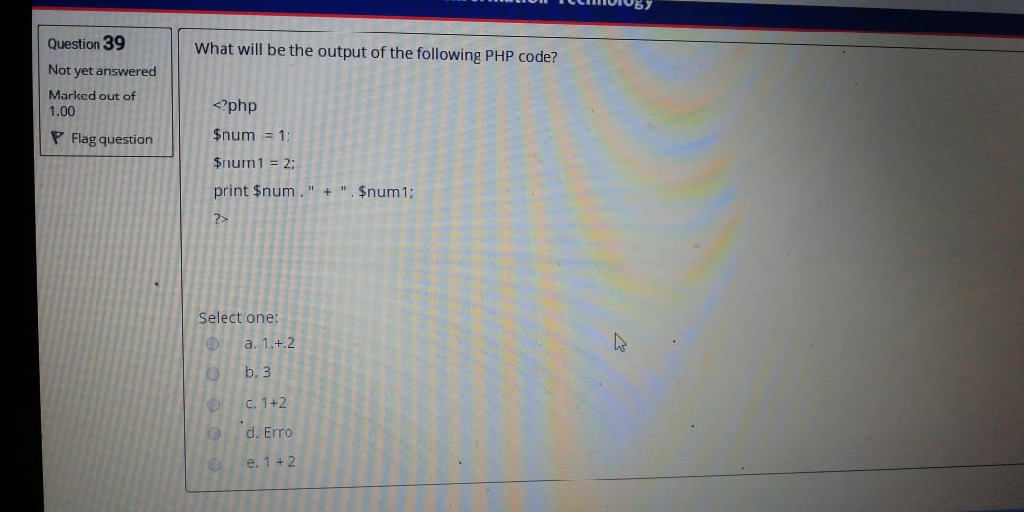 Technology
Question 39
Not yet answered
Marked out of
1.00
Flag question
What will be the output of the following PHP code?
<?php
$num = 1;
$num1 = 2;
print $num . " + " . $num1;
?>
Select one:
a. 1.+.2
b. 3
c. 1+2
d. Erro
e. 1 + 2